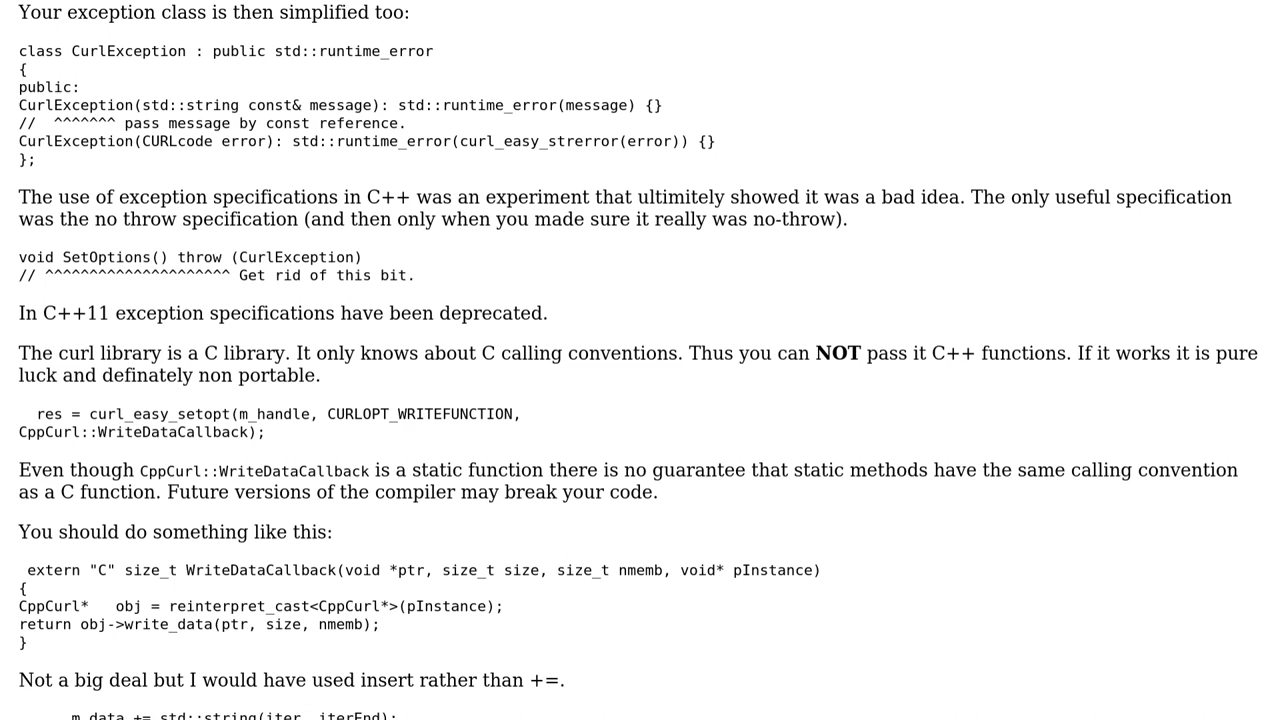 Your exception class is then simplified too:
class CurlException : public std::runtime_error
{
public:
CurlException(std::string const& message): std::runtime_error(message) {}
//  ^^^^^^^ pass message by const reference.
CurlException(CURLcode error): std::runtime_error(curl_easy_strerror(error)) {}
};
The use of exception specifications in C++ was an experiment that ultimitely showed it was a bad idea. The only useful specification
was the no throw specification (and then only when you made sure it really was no-throw).
void SetOptions() throw (CurlException)
// ^^^^^^^^^^^^^^^^^^^^^ Get rid of this bit.
In C++11 exception specifications have been deprecated.
The curl library is a C library. It only knows about C calling conventions. Thus you can NOT pass it C++ functions. If it works it is pure
luck and definately non portable.
  res = curl_easy_setopt(m_handle, CURLOPT_WRITEFUNCTION,
CppCurl::WriteDataCallback);
Even though CppCurl::WriteDataCallback is a static function there is no guarantee that static methods have the same calling convention
as a C function. Future versions of the compiler may break your code.
You should do something like this:
 extern "C" size_t WriteDataCallback(void *ptr, size_t size, size_t nmemb, void* pInstance)
{
CppCurl*   obj = reinterpret_cast<CppCurl*>(pInstance);
return obj->write_data(ptr, size, nmemb);
}
Not a big deal but I would have used insert rather than +=.
      m_data += std::string(iter, iterEnd);